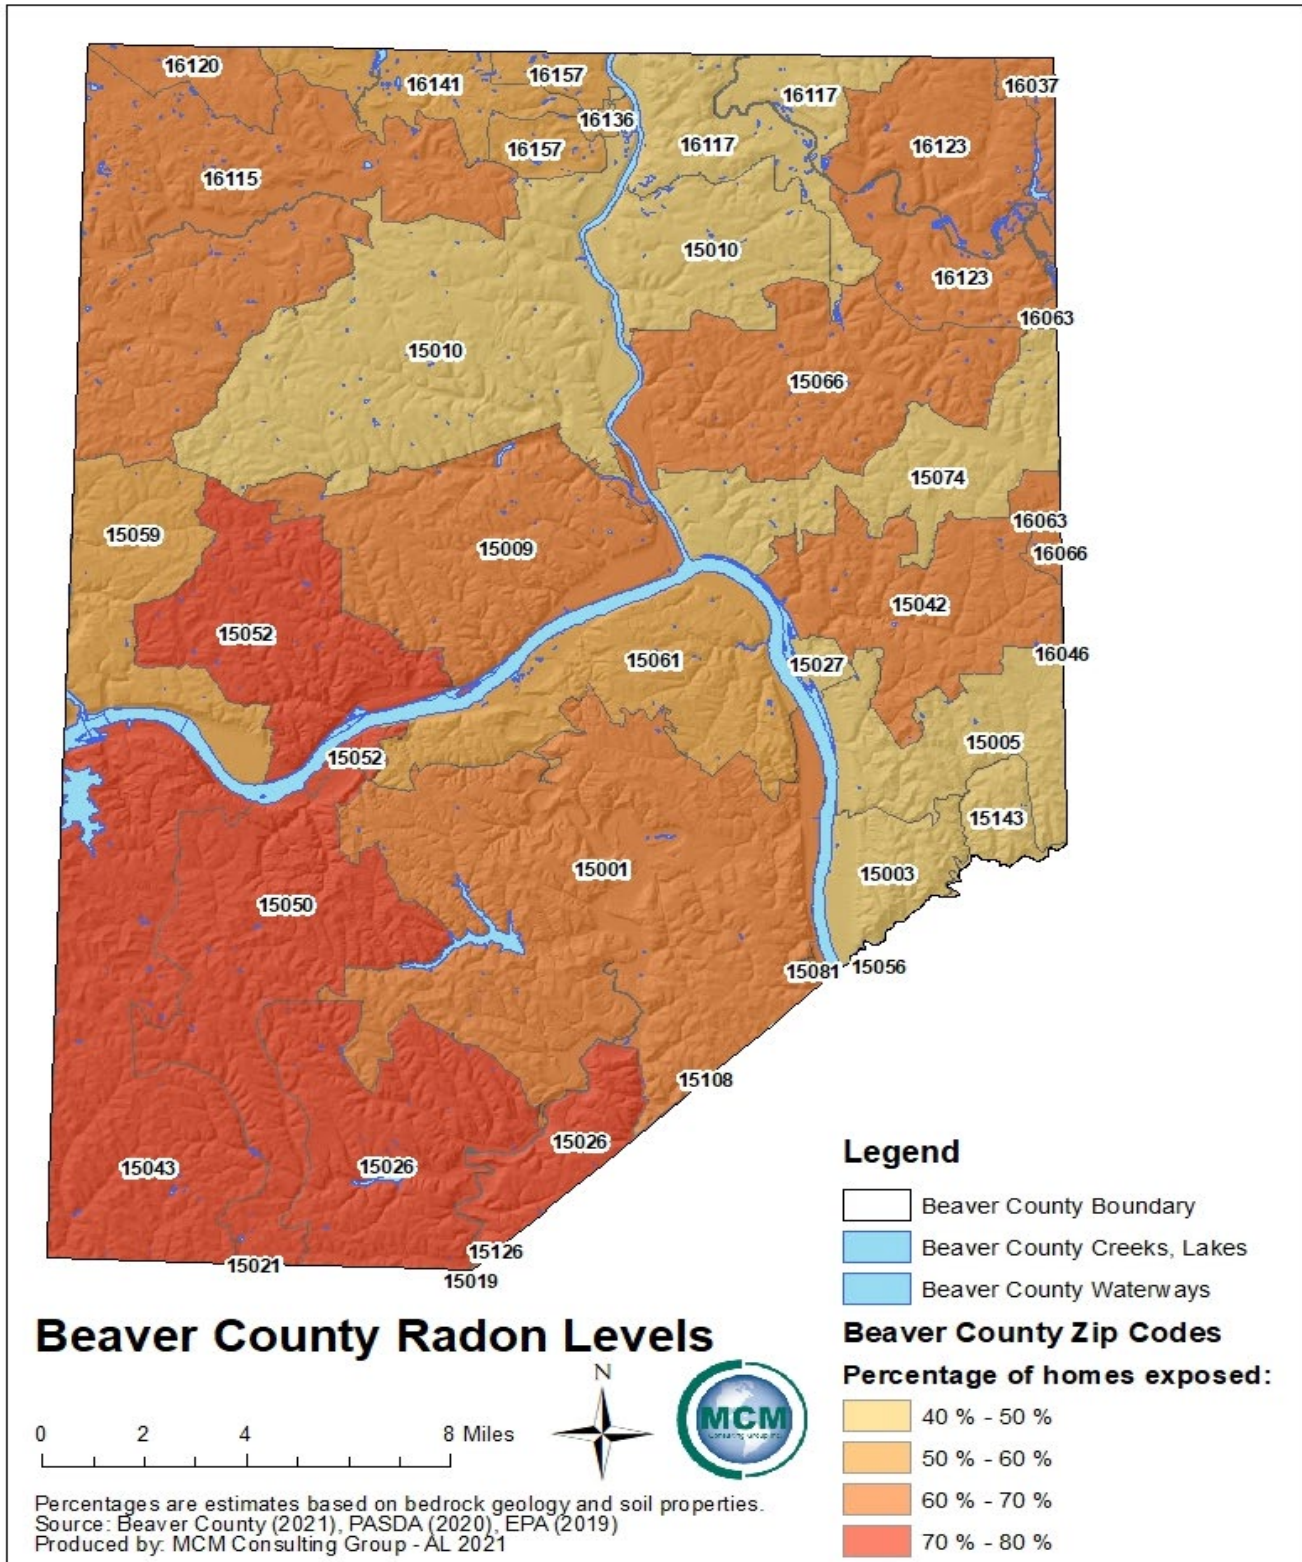 16120
16141
16157
16037
16117
16136
16117
16157
16123
16115
15010
16123
16063
15010
15066
15074
16063
15059
15009
16066
15042
15052
15061
16046
15027
15005
15052
15143
15001
15003
15050
15081
15056
15108
15026
15043
15026
15126
15021
15019
Legend
Beaver County Boundary
Beaver County Creeks, Lakes
Beaver County Waterways
Beaver County Zip Codes
Percentage of homes exposed:
40 % - 50 %
50 % - 60 %
60 % - 70 %
70 % - 80 %
Beaver County Radon Levels
N
MCM
Consulting Group Inc.
0 2 4 8 Miles
Percentages are estimates based on bedrock geology and soil properties.
Source: Beaver County (2021), PASDA (2020), EPA (2019)
Produced by: MCM Consulting Group - AL 2021